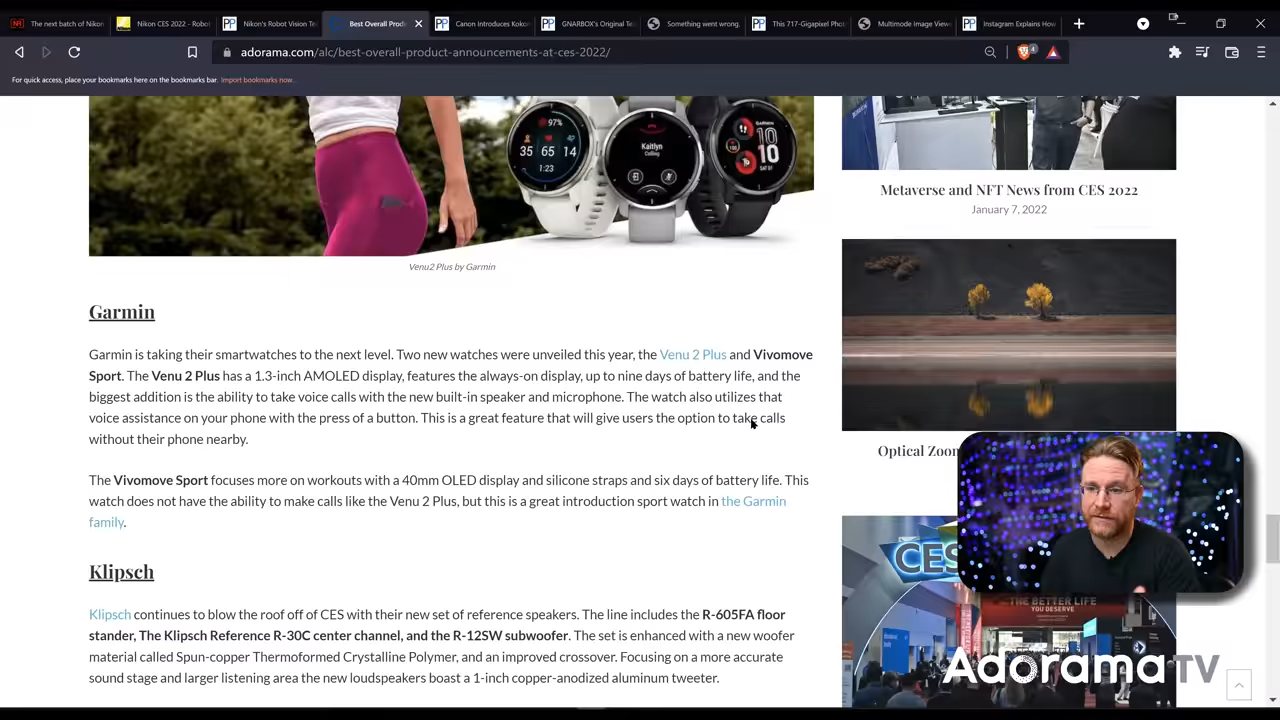 The next batch of Nikon
Nikon CES 2022 - Robot
Nikon's Robot Vision Te
Best Overall Produ
Canon Introduces Koko
GNARBOX's Original Te
Something went wrong.
This 717-Gigapixel Phot
Multimode Image Viewe
Instagram Explains How
adorama.com/alc/best-overall-product-announcements-at-ces-2022/
For quick access, place your bookmarks here on the bookmarks bar. Import bookmarks now...
97%
35 65 14
1:23
Kaitlyn
Calling
10
10
Venu2 Plus by Garmin
Garmin
Garmin is taking their smartwatches to the next level. Two new watches were unveiled this year, the Venu 2 Plus and Vivomove
Sport. The Venu 2 Plus has a 1.3-inch AMOLED display, features the always-on display, up to nine days of battery life, and the
biggest addition is the ability to take voice calls with the new built-in speaker and microphone. The watch also utilizes that
voice assistance on your phone with the press of a button. This is a great feature that will give users the option to take calls
without their phone nearby.
The Vivomove Sport focuses more on workouts with a 40mm OLED display and silicone straps and six days of battery life. This
watch does not have the ability to make calls like the Venu 2 Plus, but this is a great introduction sport watch in the Garmin
family.
Klipsch
Klipsch continues to blow the roof off of CES with their new set of reference speakers. The line includes the R-605FA floor
stander, The Klipsch Reference R-30C center channel, and the R-12SW subwoofer. The set is enhanced with a new woofer
material called Spun-copper Thermoformed Crystalline Polymer, and an improved crossover. Focusing on a more accurate
sound stage and larger listening area the new loudspeakers boast a 1-inch copper-anodized aluminum tweeter.
Metaverse and NFT News from CES 2022
January 7, 2022
Optical Zoom
CES
THE BETTER LIFE
YOU DESERVE
Adorama TV